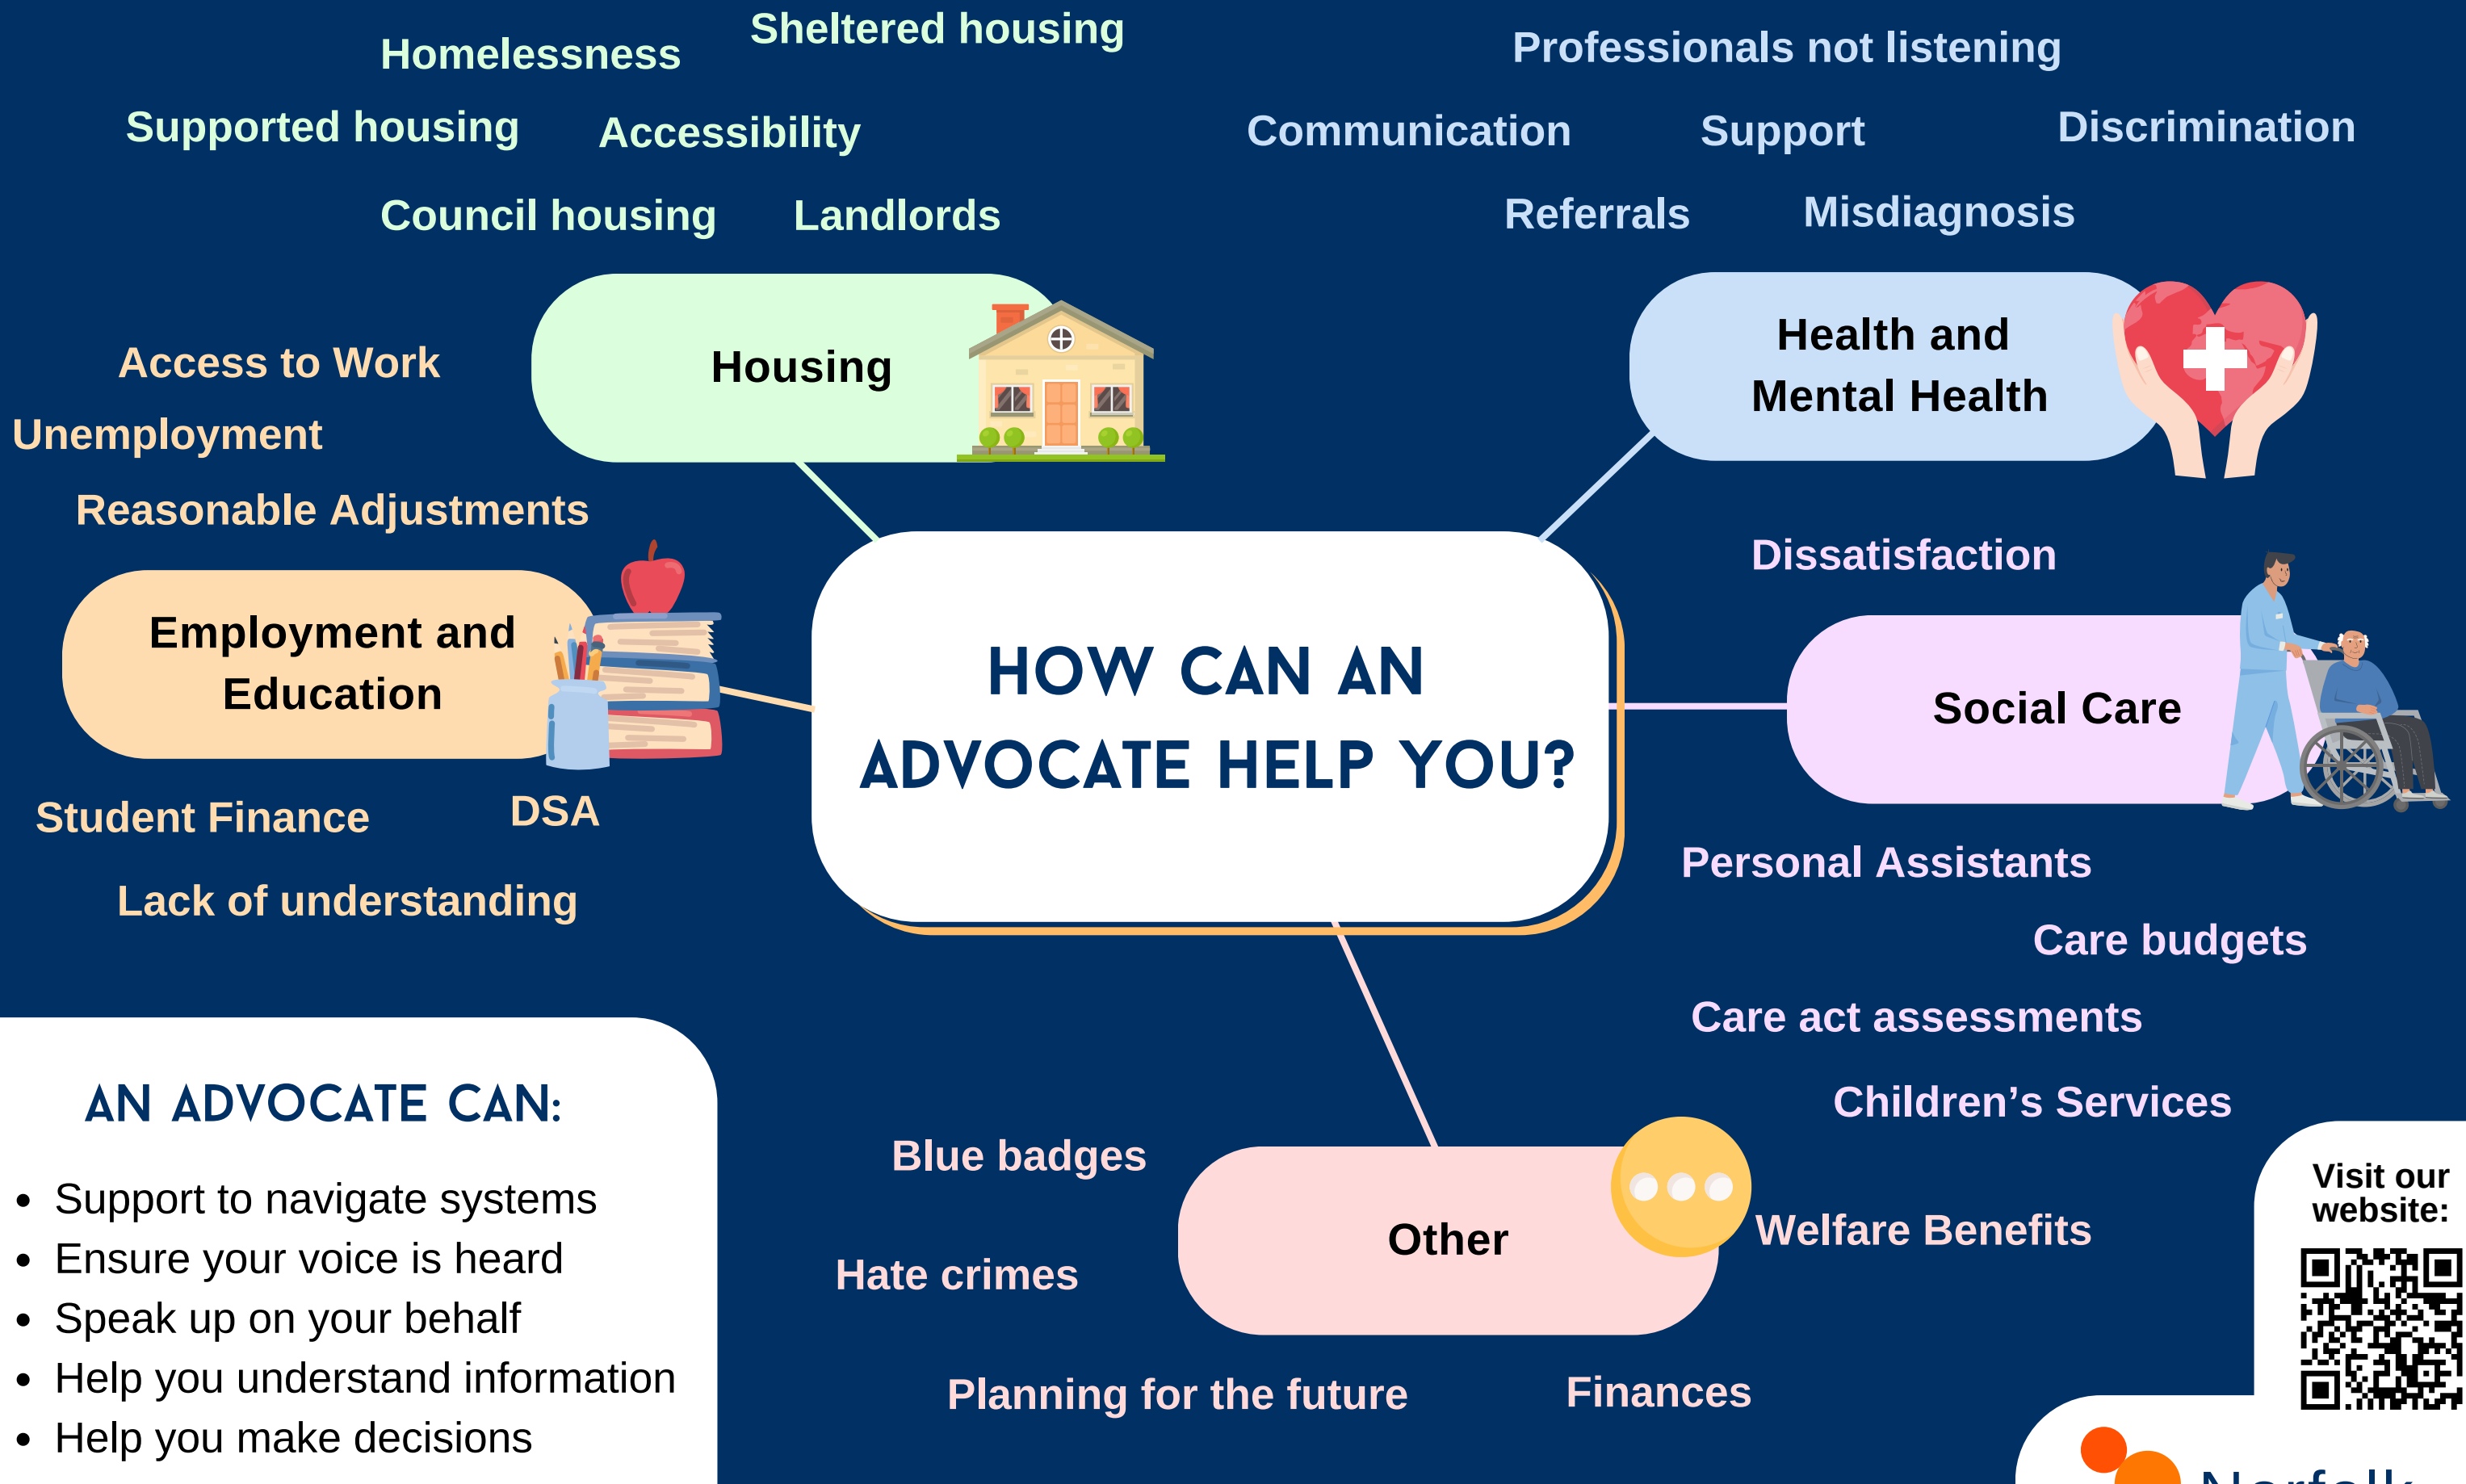 Sheltered housing
Homelessness
Supported housing
Accessibility
Council housing
Landlords
Housing
Professionals not listening
Communication
Support
Discrimination
Referrals
Misdiagnosis
Health and
Mental Health
Access to Work
Unemployment
Reasonable Adjustments
Employment and
Education
Student Finance
DSA
Lack of understanding
HOW CAN AN
ADVOCATE HELP YOU?
Dissatisfaction
Social Care
Personal Assistants
Care budgets
Care act assessments
Children’s Services
Blue badges
Other
Welfare Benefits
Hate crimes
Planning for the future
Finances
AN ADVOCATE CAN:
• Support to navigate systems
• Ensure your voice is heard
• Speak up on your behalf
• Help you understand information
• Help you make decisions
Visit our
website:
Norfolk